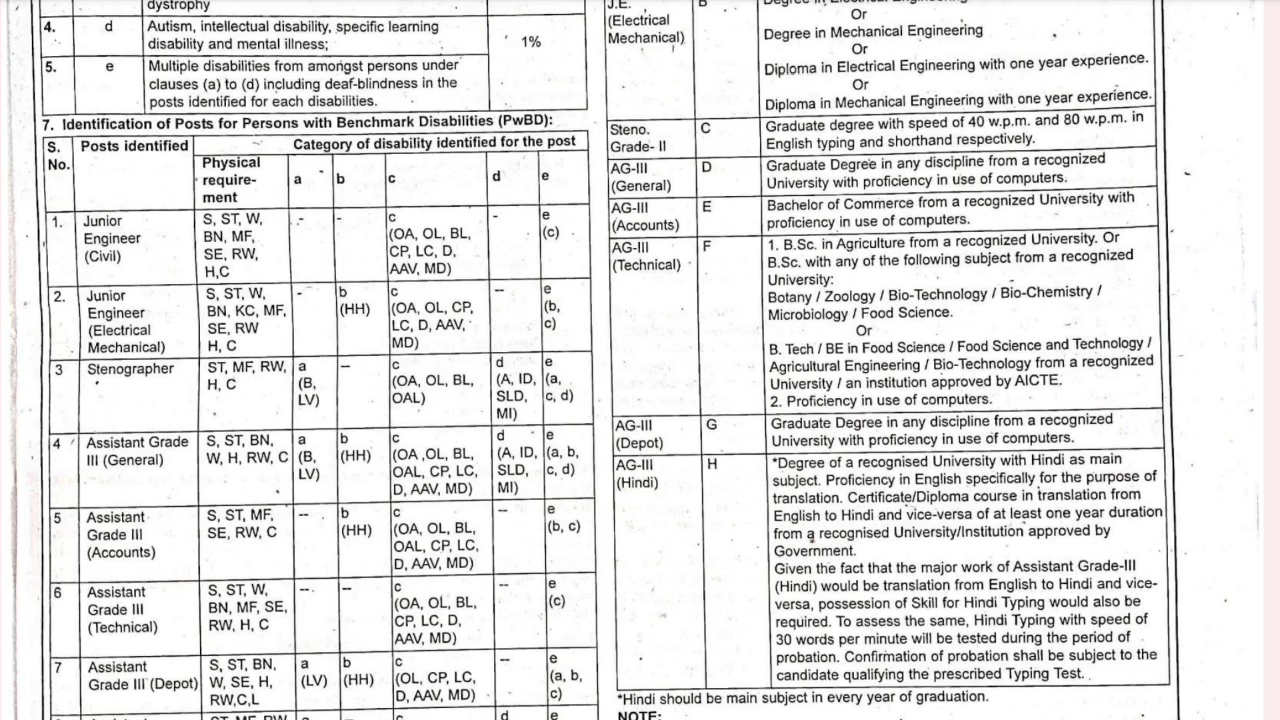 dystrophy
4. d Autism, intellectual disability, specific learning
disability and mental illness;
1%
5. e Multiple disabilities from amongst persons under
clauses (a) to (d) including deaf-blindness in the
posts identified for each disabilities.
7. Identification of Posts for Persons with Benchmark Disabilities (PwBD):
S. No. Posts identified Category of disability identified for the post
Physical require-ment a b c d e
1. Junior Engineer (Civil)
S, ST, W, BN, MF, SE, RW, H,C
- -
c (OA, OL, BL, CP, LC, D, AAV, MD)
-
e (c)
2. Junior Engineer (Electrical Mechanical)
S, ST, W, BN, KC, MF, SE, RW H, C
-
b (HH)
c (OA, OL, CP, LC, D, AAV, MD)
--
e (b, c)
3 Stenographer
ST, MF, RW, H, C
a (B, LV)
--
c (OA, OL, BL, OAL)
d (A, ID, SLD, MI)
e (a, c, d)
4 Assistant Grade III (General)
S, ST, BN, W, H, RW, C
a (B, LV)
b (HH)
c (OA ,OL, BL, OAL, CP, LC, D, AAV, MD)
d (A, ID, SLD, MI)
e (a, b, c, d)
5 Assistant Grade III (Accounts)
S, ST, MF, SE, RW, C
--
b (HH)
c (OA, OL, BL, OAL, CP, LC, D, AAV, MD)
--
e (b, c)
6 Assistant Grade III (Technical)
S, ST, W, BN, MF, SE, RW, H, C
--
--
c (OA, OL, BL, CP, LC, D, AAV, MD)
--
e (c)
7 Assistant Grade III (Depot)
S, ST, BN, W, SE, H, RW,C,L
a (LV)
b (HH)
c (OL, CP, LC, D, AAV, MD)
--
e (a, b, c)
J.E. (Electrical Mechanical) B
Degree in Electrical Engineering
Or
Degree in Mechanical Engineering
Or
Diploma in Electrical Engineering with one year experience.
Or
Diploma in Mechanical Engineering with one year experience.
Steno. Grade- II C
Graduate degree with speed of 40 w.p.m. and 80 w.p.m. in
English typing and shorthand respectively.
AG-III (General) D
Graduate Degree in any discipline from a recognized
University with proficiency in use of computers.
AG-III (Accounts) E
Bachelor of Commerce from a recognized University with
proficiency in use of computers.
AG-III (Technical) F
1. B.Sc. in Agriculture from a recognized University. Or
B.Sc. with any of the following subject from a recognized
University:
Botany / Zoology / Bio-Technology / Bio-Chemistry /
Microbiology / Food Science.
Or
B. Tech / BE in Food Science / Food Science and Technology /
Agricultural Engineering / Bio-Technology from a recognized
University / an institution approved by AICTE.
2. Proficiency in use of computers.
AG-III (Depot) G
Graduate Degree in any discipline from a recognized
University with proficiency in use of computers.
AG-III (Hindi) H
*Degree of a recognised University with Hindi as main
subject. Proficiency in English specifically for the purpose of
translation. Certificate/Diploma course in translation from
English to Hindi and vice-versa of at least one year duration
from a recognised University/Institution approved by
Government.
Given the fact that the major work of Assistant Grade-III
(Hindi) would be translation from English to Hindi and vice-
versa, possession of Skill for Hindi Typing would also be
required. To assess the same, Hindi Typing with speed of
30 words per minute will be tested during the period of
probation. Confirmation of probation shall be subject to the
candidate qualifying the prescribed Typing Test.
*Hindi should be main subject in every year of graduation.
NOTE: